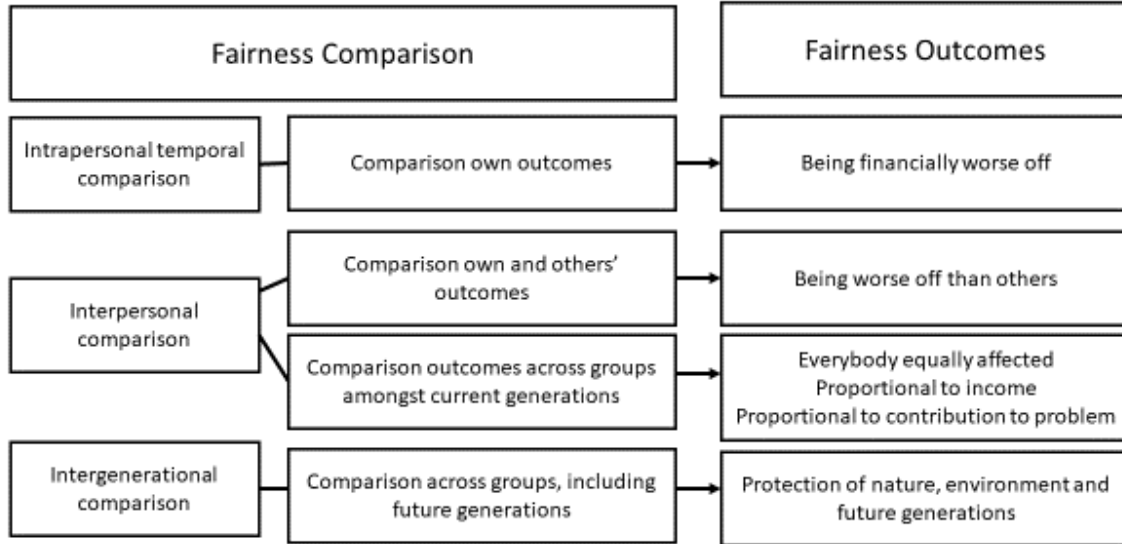 Fairness Comparison
Fairness Outcomes
Intrapersonal temporal
comparison
Comparison own outcomes
Being financially worse off
Interpersonal
comparison
Comparison own and others’
outcomes
Being worse off than others
Comparison outcomes across groups
amongst current generations
Everybody equally affected
Proportional to income
Proportional to contribution to problem
Intergenerational
comparison
Comparison across groups, including
future generations
Protection of nature, environment and
future generations